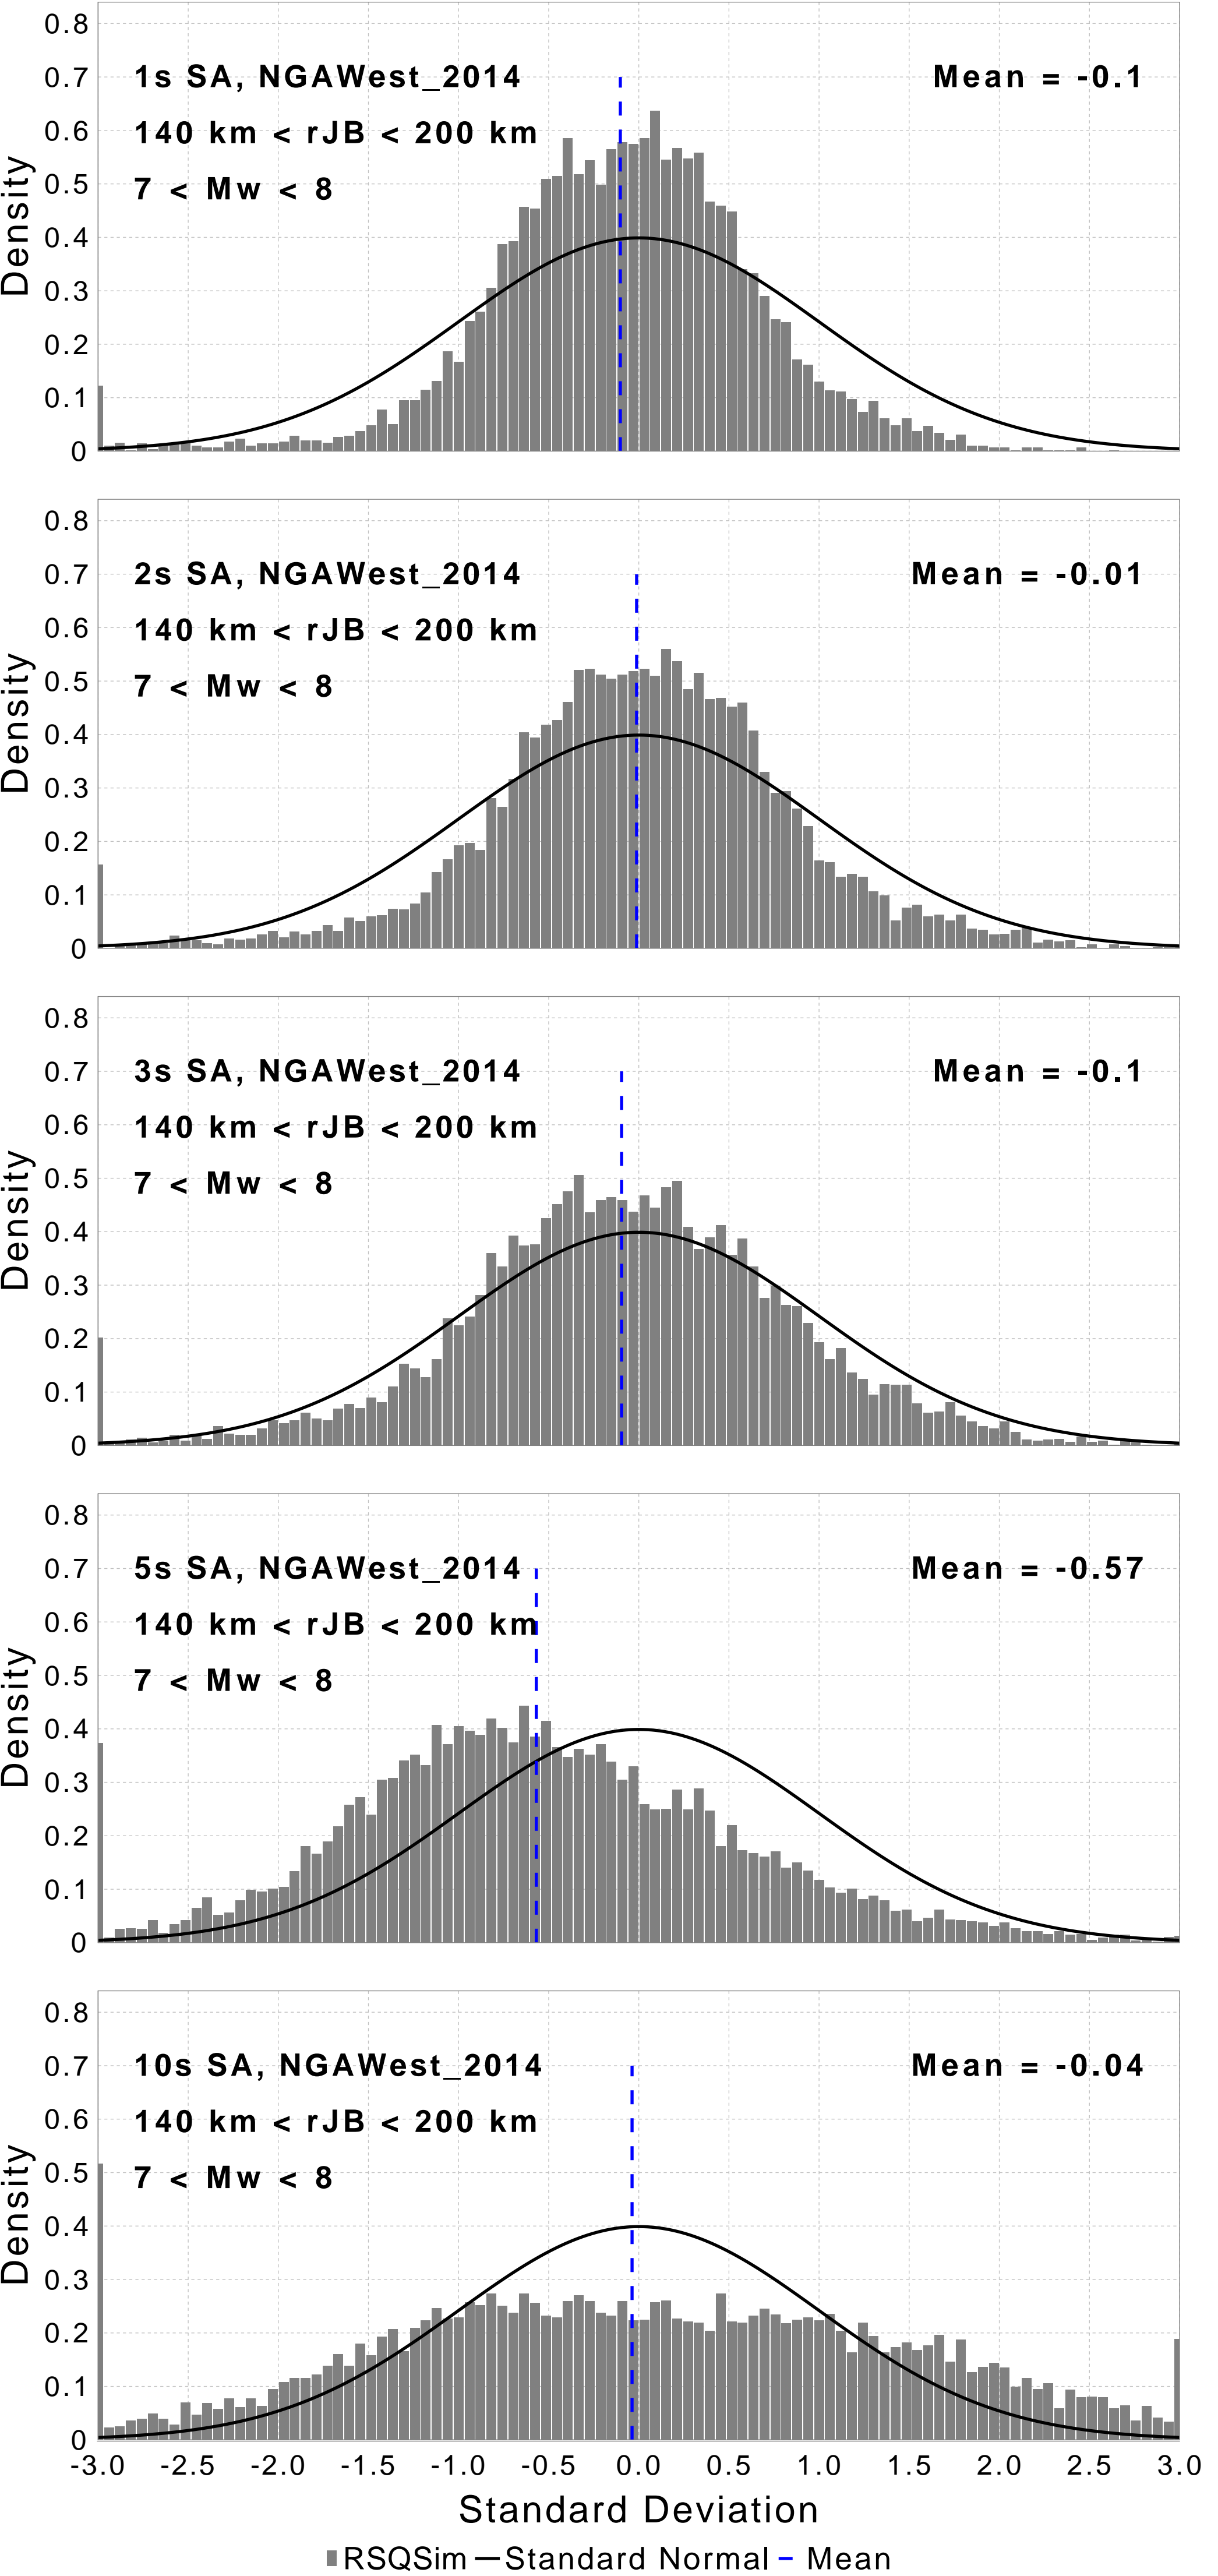 0.8
1s SA, NGAWest_2014 Mean = -0.1
0.7
140 km < rJB < 200 km
0.6
7 < Mw < 8
0.5
0.4
0.3
0.2
0.1
0
Density
0.8
2s SA, NGAWest_2014 Mean = -0.01
0.7
140 km < rJB < 200 km
0.6
7 < Mw < 8
0.5
0.4
0.3
0.2
0.1
0
Density
0.8
3s SA, NGAWest_2014 Mean = -0.1
0.7
140 km < rJB < 200 km
0.6
7 < Mw < 8
0.5
0.4
0.3
0.2
0.1
0
Density
0.8
5s SA, NGAWest_2014 Mean = -0.57
0.7
140 km < rJB < 200 km
0.6
7 < Mw < 8
0.5
0.4
0.3
0.2
0.1
0
Density
0.8
10s SA, NGAWest_2014 Mean = -0.04
0.7
140 km < rJB < 200 km
0.6
7 < Mw < 8
0.5
0.4
0.3
0.2
0.1
0
Density
-3.0 -2.5 -2.0 -1.5 -1.0 -0.5 0.0 0.5 1.0 1.5 2.0 2.5 3.0
Standard Deviation
RSQSim Standard Normal Mean